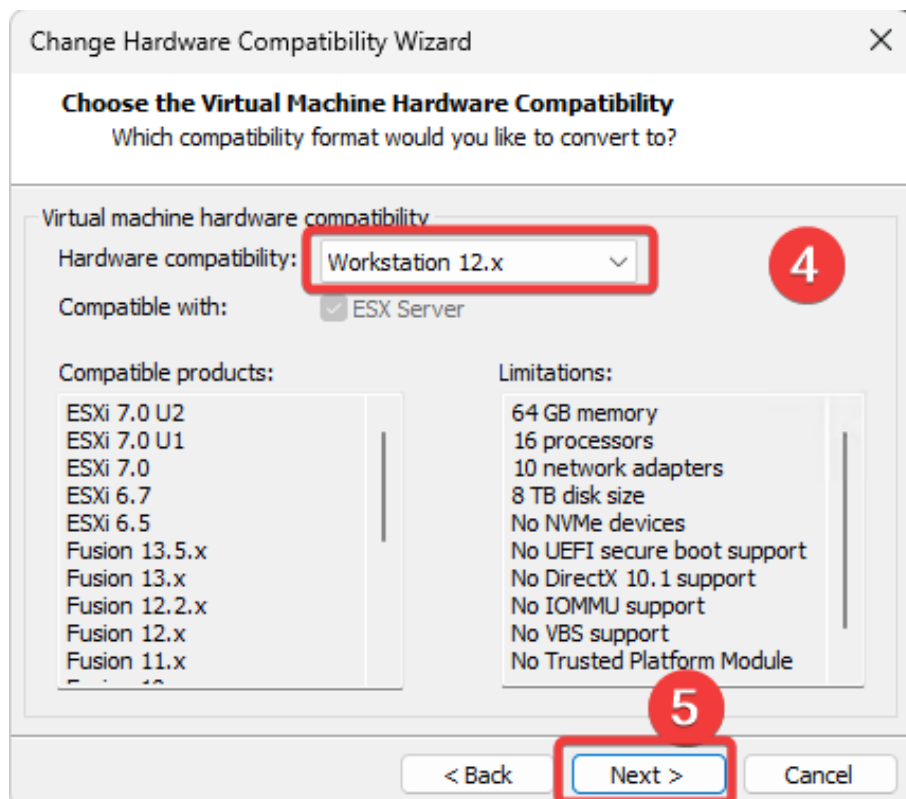 Change Hardware Compatibility Wizard
Choose the Virtual Machine Hardware Compatibility
Which compatibility format would you like to convert to?
Virtual machine hardware compatibility
Hardware compatibility: Workstation 12.x
4
Compatible with: ESX Server
Compatible products:
ESXi 7.0 U2
ESXi 7.0 U1
ESXi 7.0
ESXi 6.7
ESXi 6.5
Fusion 13.5.x
Fusion 13.x
Fusion 12.2.x
Fusion 12.x
Fusion 11.x
Limitations:
64 GB memory
16 processors
10 network adapters
8 TB disk size
No NVMe devices
No UEFI secure boot support
No DirectX 10.1 support
No IOMMU support
No VBS support
No Trusted Platform Module
5
< Back Next > Cancel